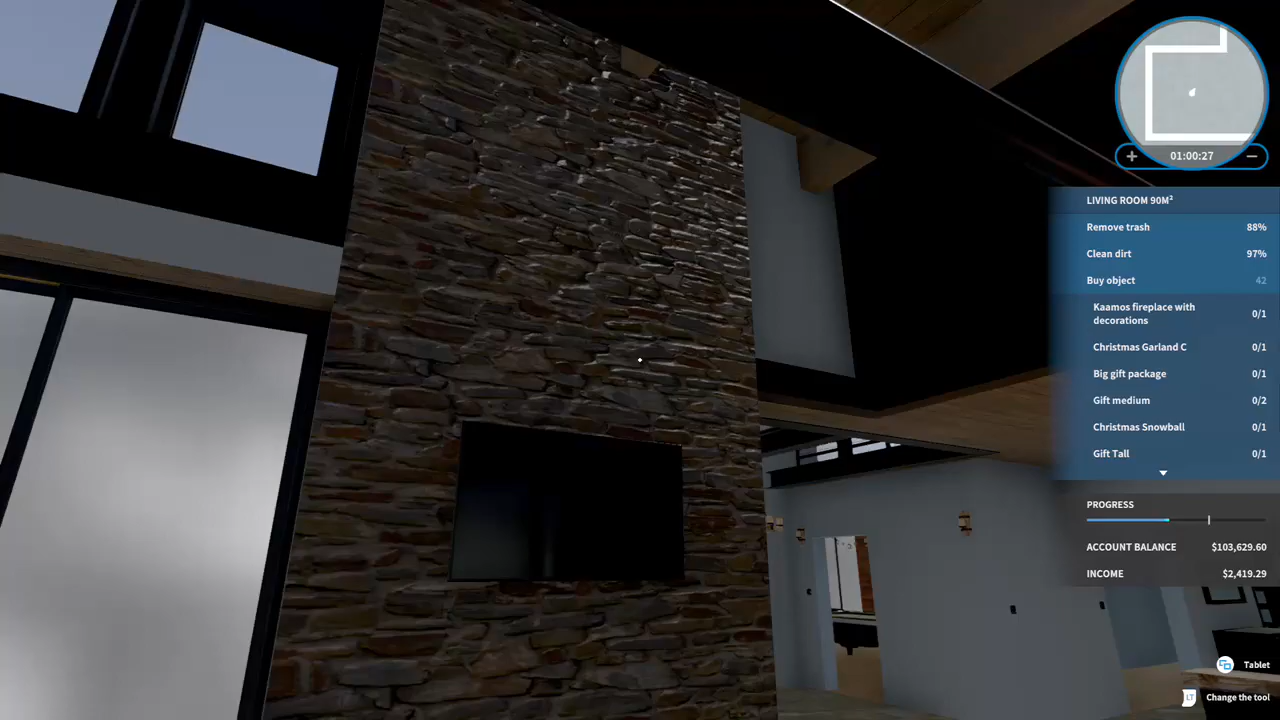 01:00:27
LIVING ROOM 90M²
Remove trash 88%
Clean dirt 97%
Buy object 42
Kaamos fireplace with
decorations 0/1
Christmas Garland C 0/1
Big gift package 0/1
Gift medium 0/2
Christmas Snowball 0/1
Gift Tall 0/1
PROGRESS
ACCOUNT BALANCE $103,629.60
INCOME $2,419.29
Tablet
LT Change the tool